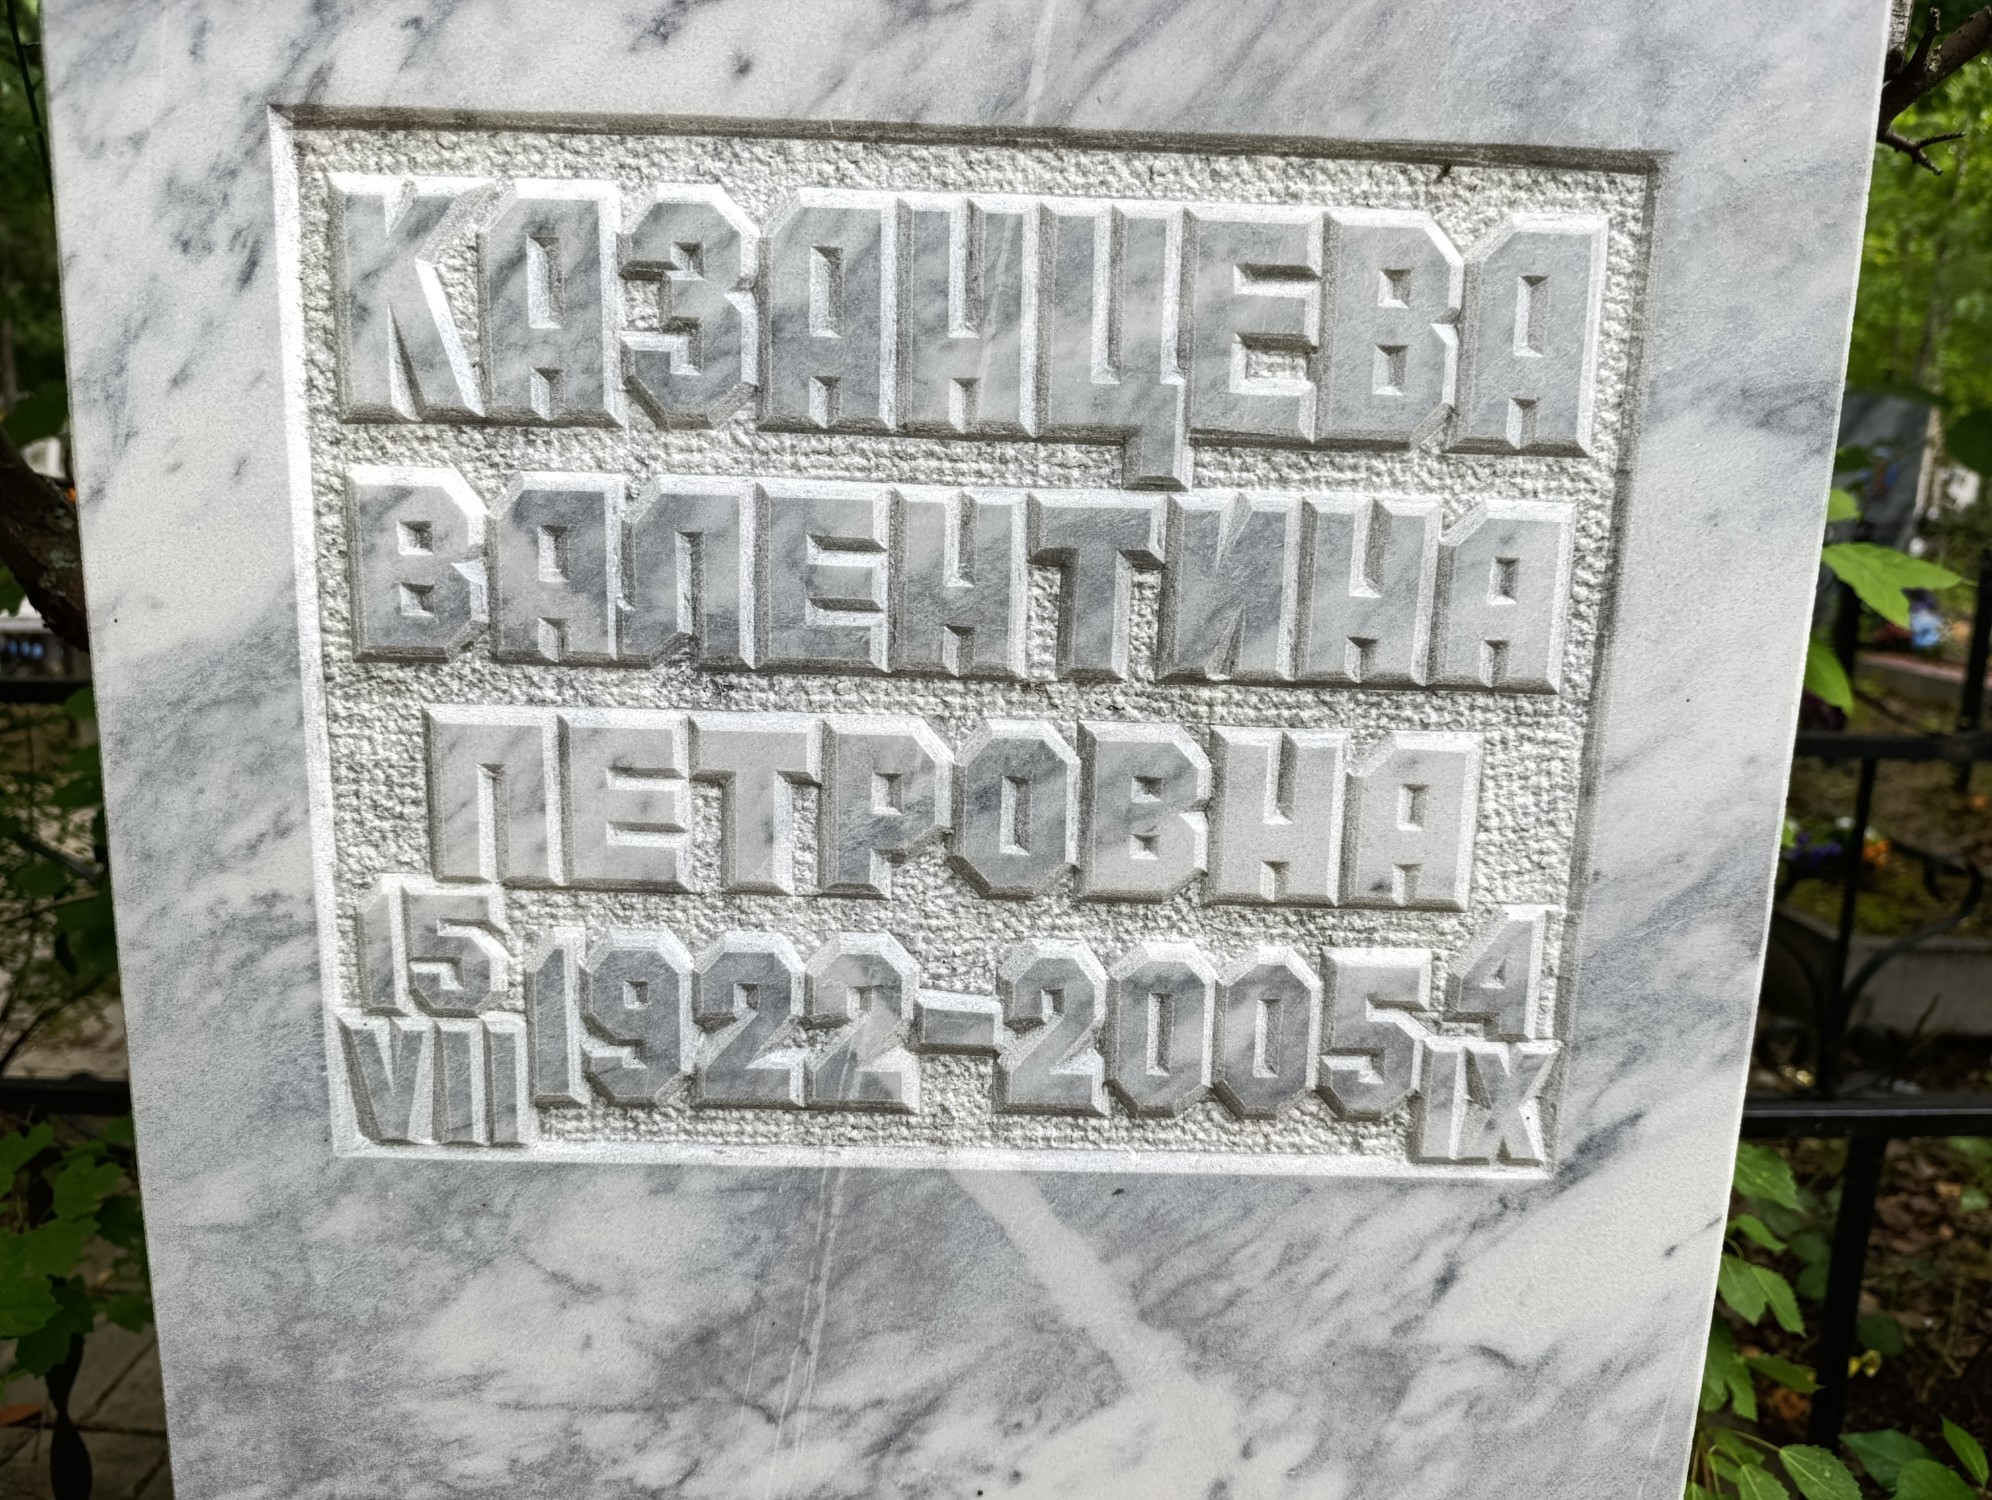 КАЗАНЦЕВА
ВАЛЕНТИНА
ПЕТРОВНА
15 VII 1922-2005 4 IX